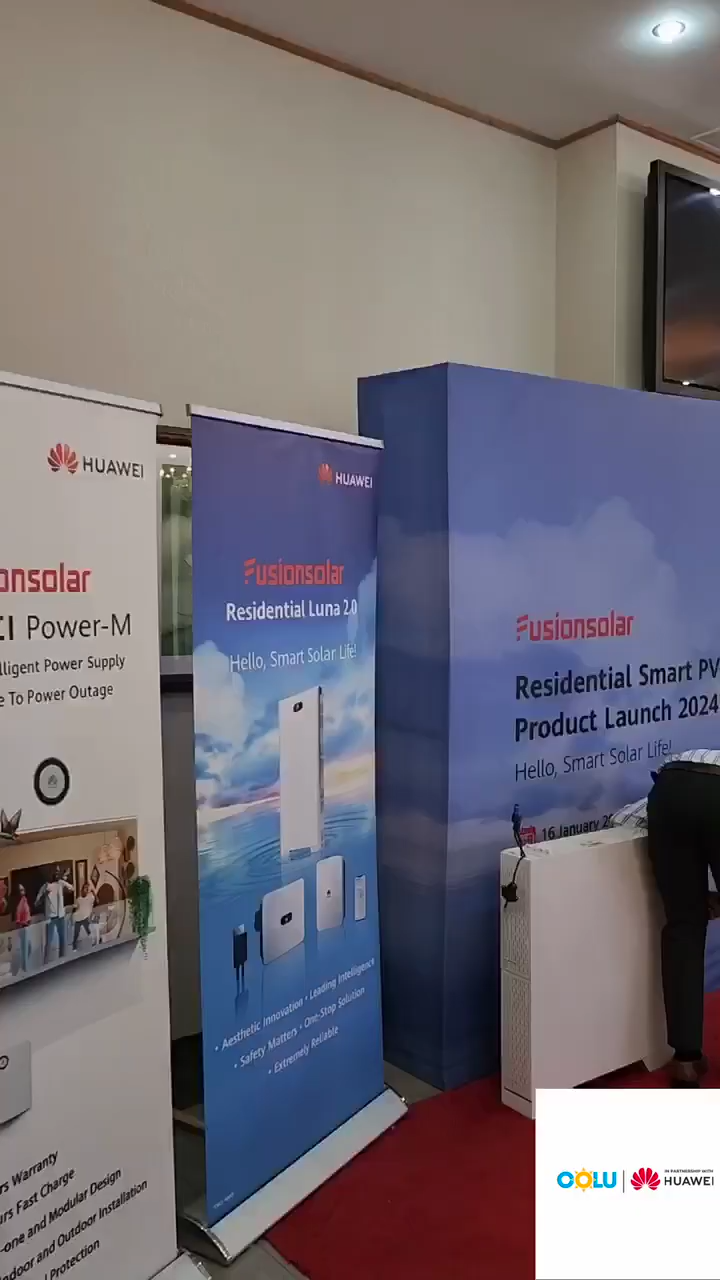 HUAWEI
onsolar
EI Power-M
lligent Power Supply
e To Power Outage
rs Warranty
urs Fast Charge
-one and Modular Design
ndoor and Outdoor Installation
l Protection
HUAWEI
Fusionsolar
Residential Luna 2.0
Hello, Smart Solar Life!
• Aesthetic Innovation • Leading Intelligence
• Safety Matters • One-Stop Solution
• Extremely Reliable
Fusionsolar
Residential Smart PV
Product Launch 2024
Hello, Smart Solar Life!
16 January 20
COLU | IN PARTNERSHIP WITH
HUAWEI